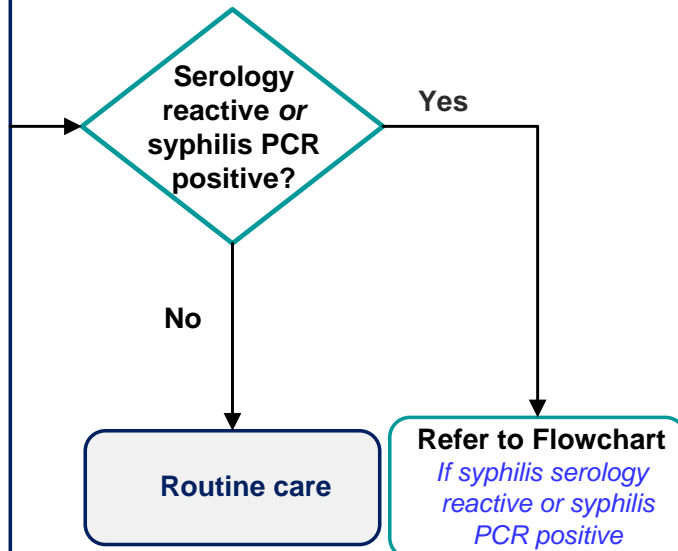 Serology
reactive or
syphilis PCR
positive?
Yes
No
Routine care
Refer to Flowchart
If syphilis serology
reactive or syphilis
PCR positive